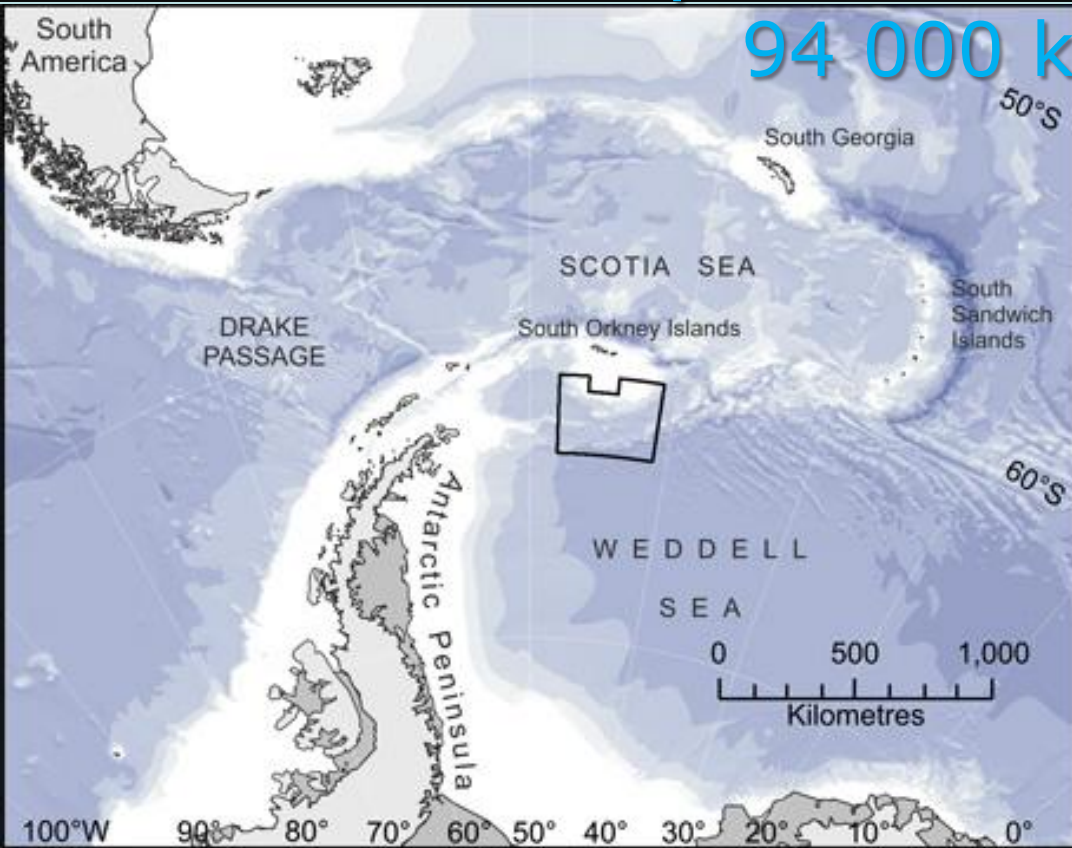 94 000 k
South
America
50°S
South Georgia
SCOTIA SEA
South
Sandwich
Islands
DRAKE
PASSAGE
South Orkney Islands
60°S
Antarctic Peninsula
WEDDELL
SEA
0 500 1,000
Kilometres
100°W 90° 80° 70° 60° 50° 40° 30° 20° 10° 0°